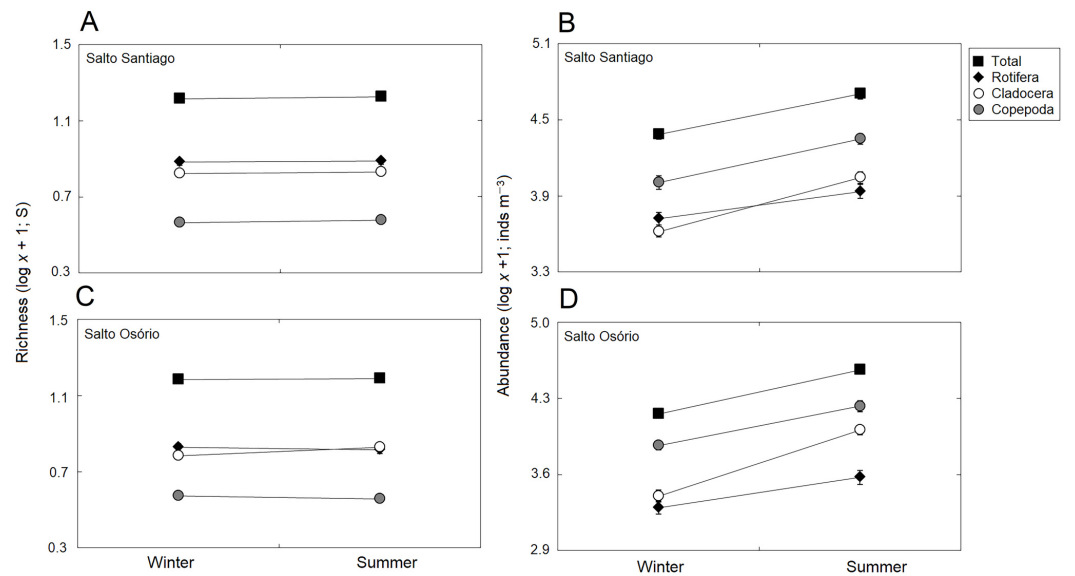 A
1.5
Salto Santiago
1.1
0.7
0.3
B
5.1
Salto Santiago
4.5
3.9
3.3
Total
Rotifera
Cladocera
Copepoda
Richness (log x + 1; S)
Abundance (log x +1; inds m⁻³)
C
1.5
Salto Osório
1.1
0.7
0.3
Winter
Summer
D
5.0
Salto Osório
4.3
3.6
2.9
Winter
Summer